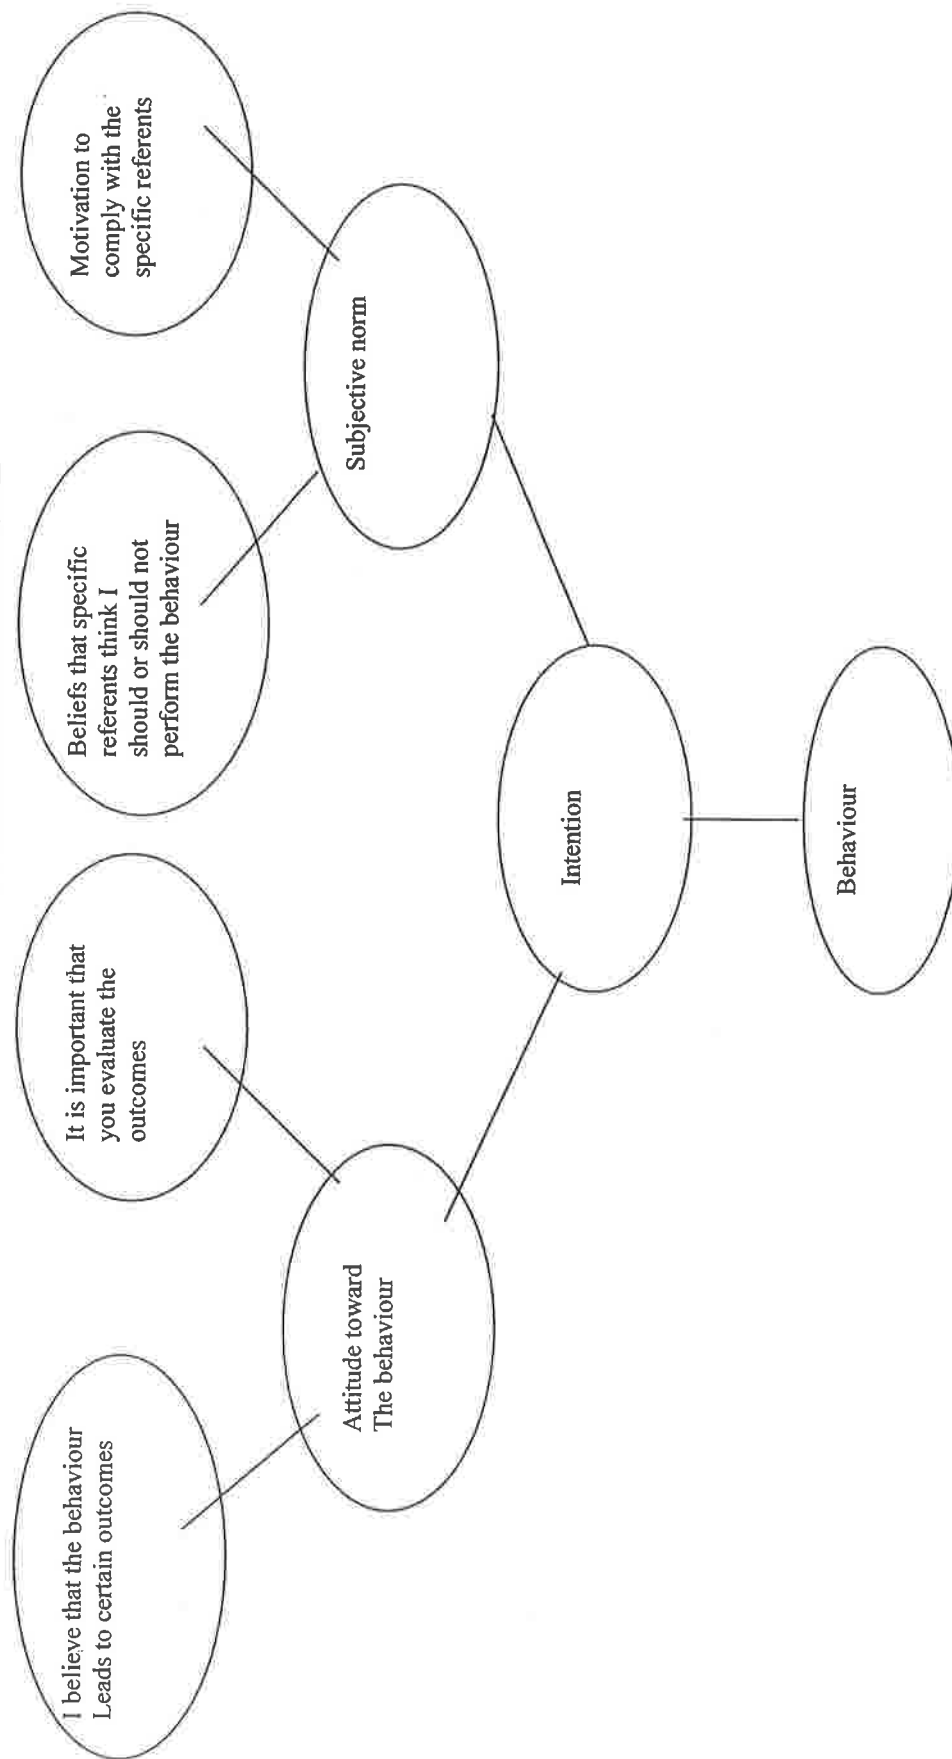 I believe that the behaviour
Leads to certain outcomes
It is important that
you evaluate the
outcomes
Beliefs that specific
referents think I
should or should not
perform the behaviour
Motivation to
comply with the
specific referents
Attitude toward
The behaviour
Subjective norm
Intention
Behaviour